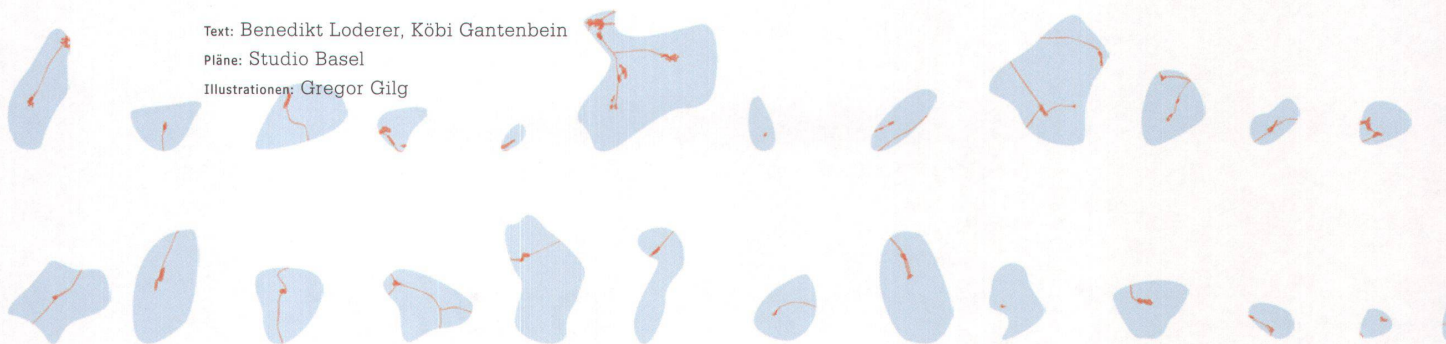 Text: Benedikt Loderer, Köbi Gantenbein
Pläne: Studio Basel
Illustrationen: Gregor Gilg